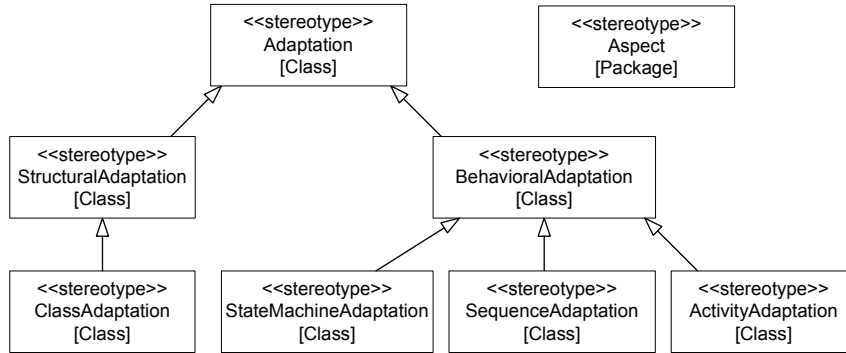 <<stereotype>>
Adaptation
[Class]
<<stereotype>>
Aspect
[Package]
<<stereotype>>
StructuralAdaptation
[Class]
<<stereotype>>
BehavioralAdaptation
[Class]
<<stereotype>>
ClassAdaptation
[Class]
<<stereotype>>
StateMachineAdaptation
[Class]
<<stereotype>>
SequenceAdaptation
[Class]
<<stereotype>>
ActivityAdaptation
[Class]